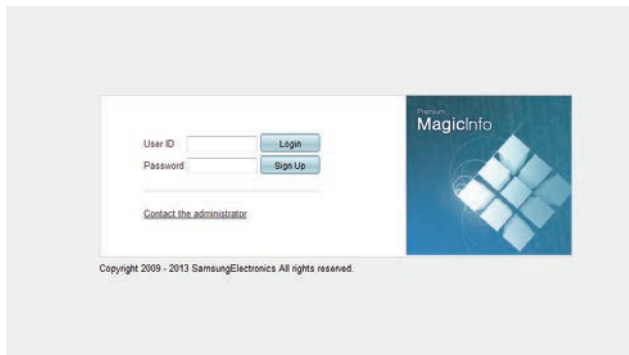 Premium
MagicInfo
User ID
Login
Password
Sign Up
Contact the administrator
Copyright 2009 - 2013 SamsungElectronics All rights reserved.